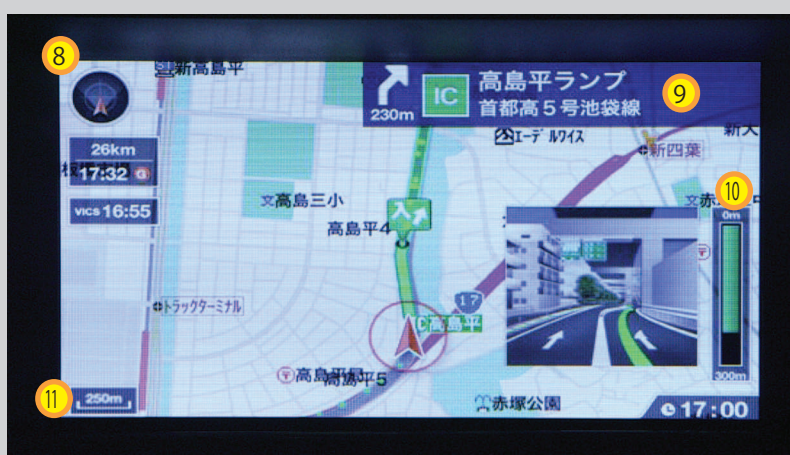 8
新高島平
230m
IC
高島平ランプ
首都高5号池袋線
9
26km
17:32 G
VICS 16:55
文高島三小
エーデルワイス
新四葉
新大
10
0m
入
高島平4
トラックターミナル
17
IC高島平
高島平5
300m
11
250m
赤塚公園
17:00